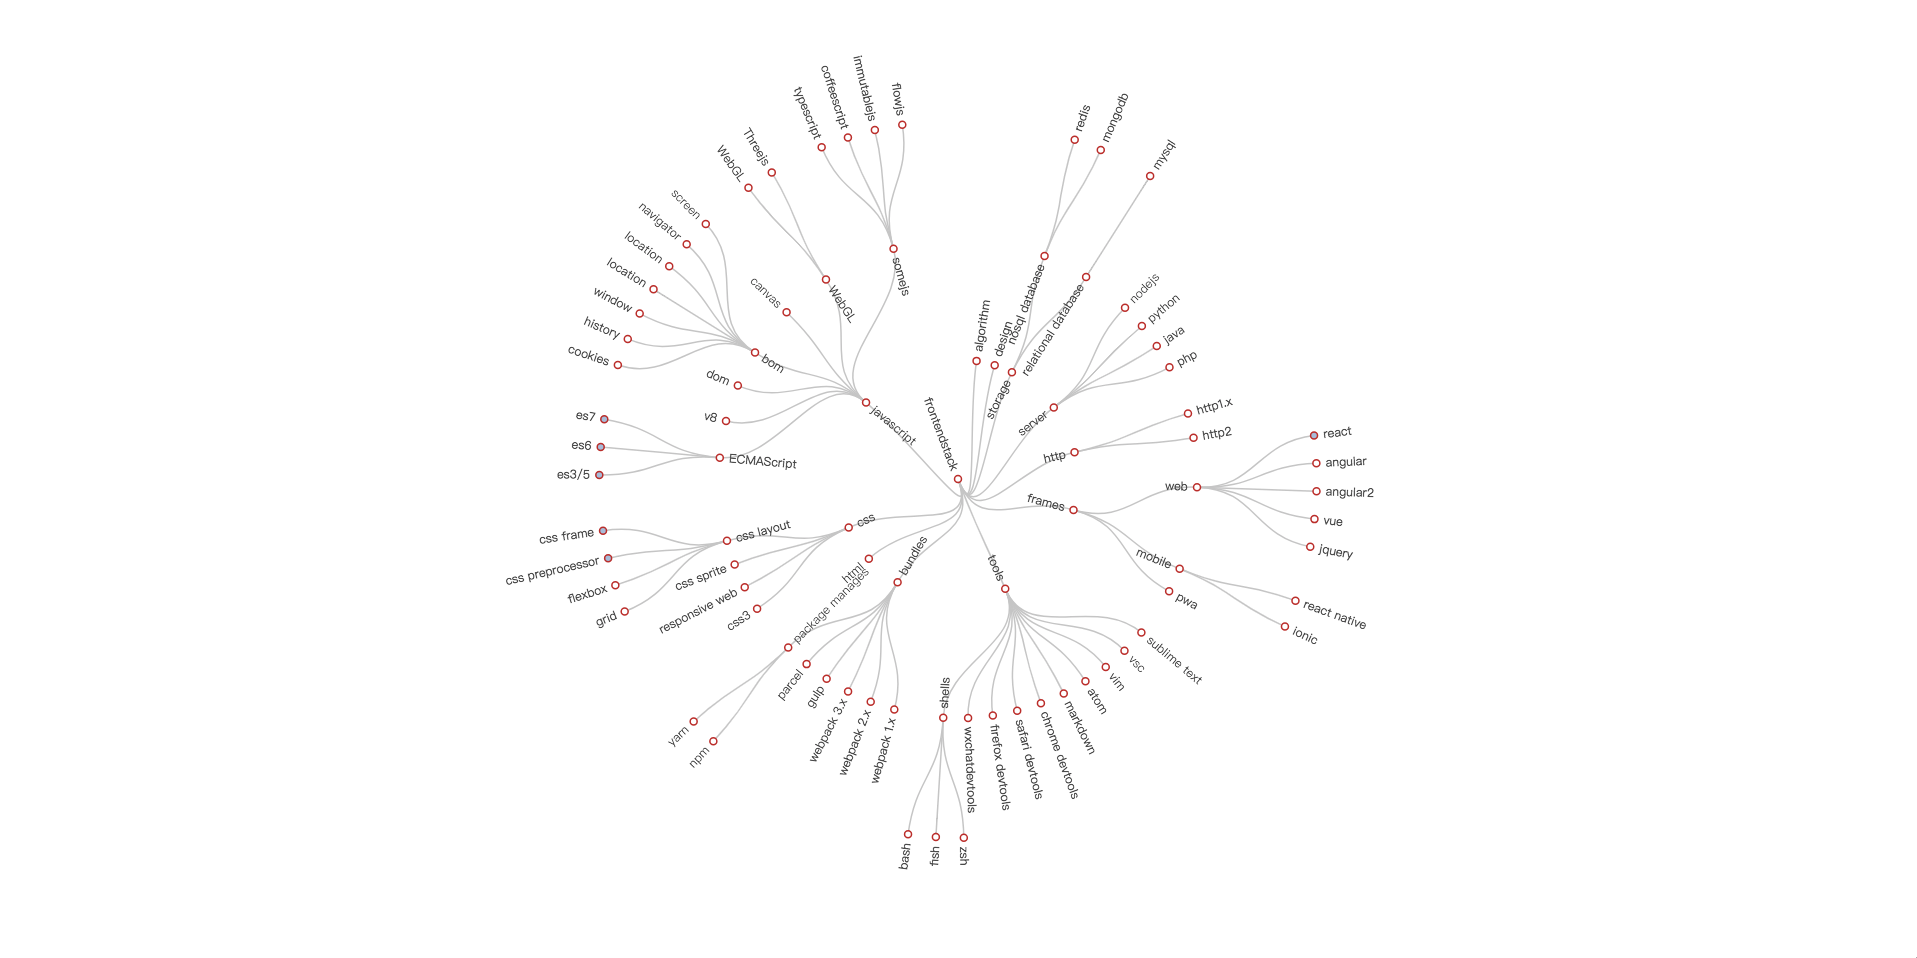 frontendstack
algorithm
design
storage
nosql database
redis
mongodb
relational database
mysql
server
nodejs
python
java
php
http
http1.x
http2
frames
web
react
angular
angular2
vue
jquery
mobile
react native
ionic
pwa
tools
sublime text
vsc
vim
atom
markdown
chrome devtools
safari devtools
firefox devtools
wxchatdevtools
shells
zsh
fish
bash
bundles
webpack 1.x
webpack 2.x
webpack 3.x
gulp
parcel
package manages
npm
yarn
html
css
css3
responsive web
css sprite
css layout
grid
flexbox
css preprocessor
css frame
javascript
ECMAScript
es3/5
es6
es7
v8
dom
bom
cookies
history
window
location
location
navigator
screen
canvas
WebGL
WebGL
Threejs
somejs
typescript
coffeescript
immutablejs
flowjs